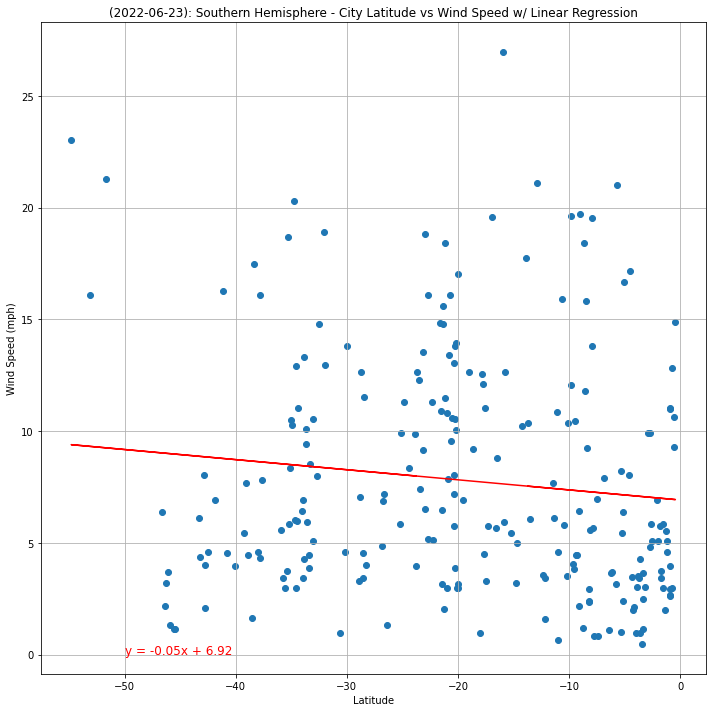 (2022-06-23): Southern Hemisphere - City Latitude vs Wind Speed w/ Linear Regression
Wind Speed (mph)
25
20
15
10
5
0
y = -0.05x + 6.92
−50 −40 −30 −20 −10 0
Latitude